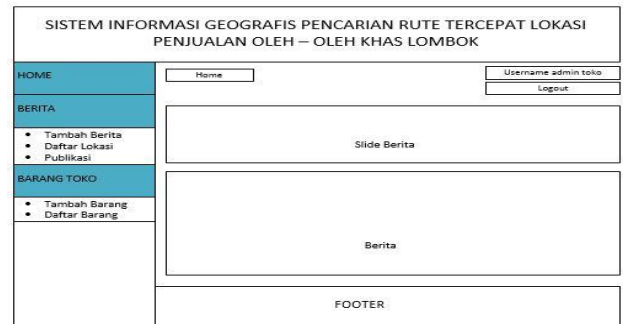 SISTEM INFORMASI GEOGRAFIS PENCARIAN RUTE TERCEPAT LOKASI
PENJUALAN OLEH – OLEH KHAS LOMBOK
HOME
BERITA
• Tambah Berita
• Daftar Lokasi
• Publikasi
BARANG TOKO
• Tambah Barang
• Daftar Barang
Home
Username admin toko
Logout
Slide Berita
Berita
FOOTER